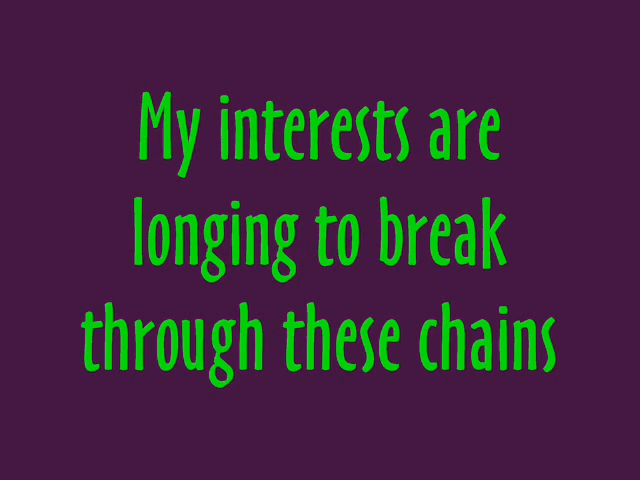 My interests are
longing to break
through these chains